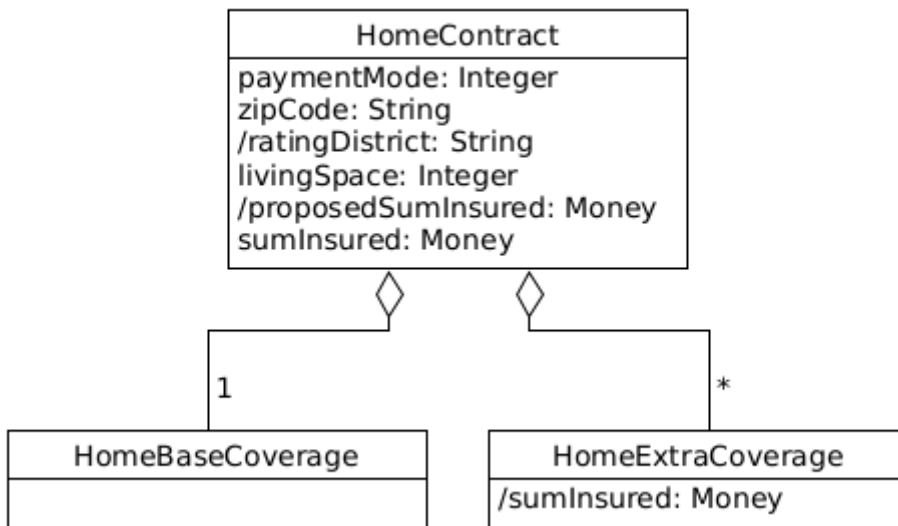 HomeContract
paymentMode: Integer
zipCode: String
/ratingDistrict: String
livingSpace: Integer
/proposedSumInsured: Money
sumInsured: Money
1
*
HomeBaseCoverage
HomeExtraCoverage
/sumInsured: Money